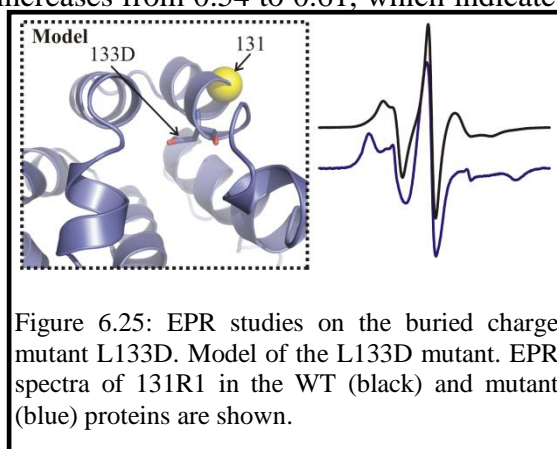 increases from 0.54 to 0.61, which indicate
Model
131
133D
Figure 6.25: EPR studies on the buried charge
mutant L133D. Model of the L133D mutant. EPR
spectra of 131R1 in the WT (black) and mutant
(blue) proteins are shown.